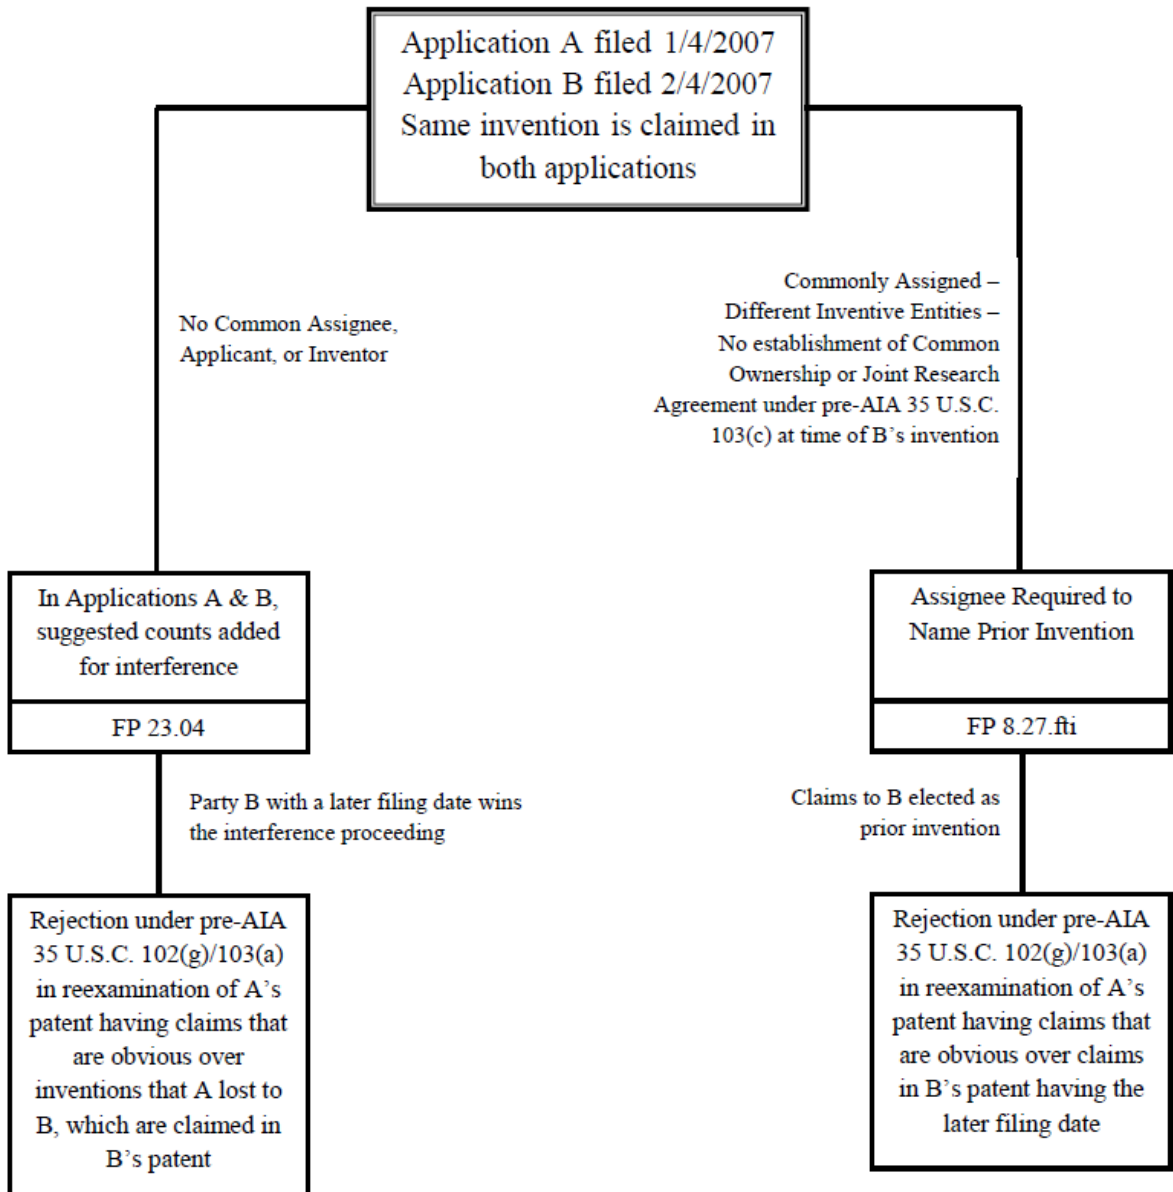 Application A filed 1/4/2007
Application B filed 2/4/2007
Same invention is claimed in
both applications
No Common Assignee,
Applicant, or Inventor
Commonly Assigned –
Different Inventive Entities –
No establishment of Common
Ownership or Joint Research
Agreement under pre-AIA 35 U.S.C.
103(c) at time of B’s invention
In Applications A & B,
suggested counts added
for interference
FP 23.04
Assignee Required to
Name Prior Invention
FP 8.27.fti
Party B with a later filing date wins
the interference proceeding
Claims to B elected as
prior invention
Rejection under pre-AIA
35 U.S.C. 102(g)/103(a)
in reexamination of A’s
patent having claims that
are obvious over
inventions that A lost to
B, which are claimed in
B’s patent
Rejection under pre-AIA
35 U.S.C. 102(g)/103(a)
in reexamination of A’s
patent having claims that
are obvious over claims
in B’s patent having the
later filing date